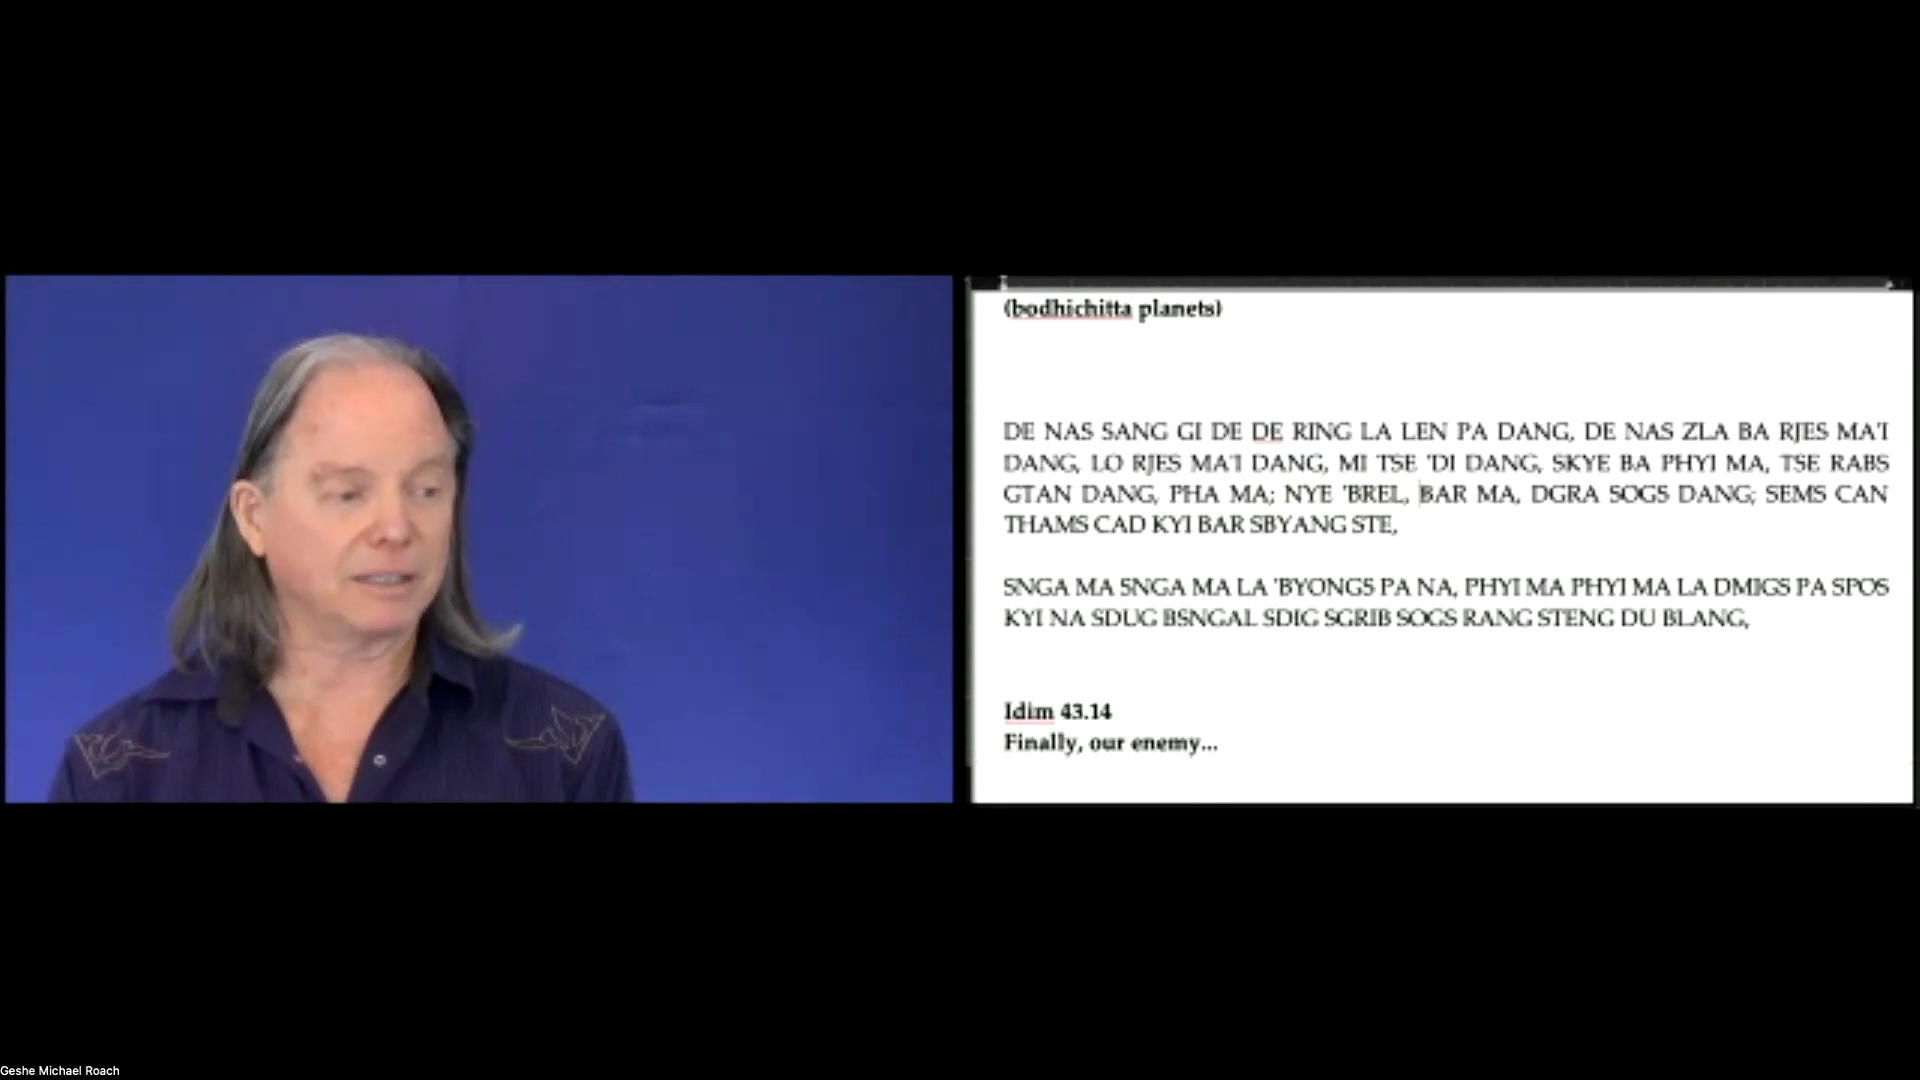 (bodhichitta planets)
DE NAS SANG GI DE DE RING LA LEN PA DANG, DE NAS ZLA BA RJES MA'I
DANG, LO RJES MA'I DANG, MI TSE 'DI DANG, SKYE BA PHYI MA, TSE RABS
GTAN DANG, PHA MA; NYE 'BREL, BAR MA, DGRA SOGS DANG; SEMS CAN
THAMS CAD KYI BAR SBYANG STE,
SNGA MA SNGA MA LA 'BYONGS PA NA, PHYI MA PHYI MA LA DMIGS PA SPOS
KYI NA SDUG BSNGAL SDIG SGRIB SOGS RANG STENG DU BLANG,
Idim 43.14
Finally, our enemy...
Geshe Michael Roach